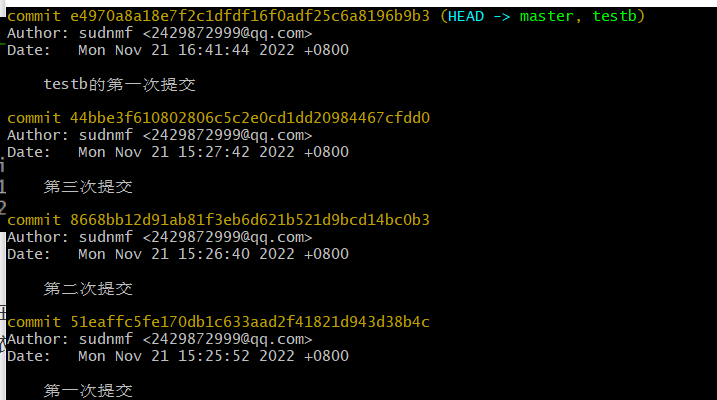 commit e4970a8a18e7f2c1dfdf16f0adf25c6a8196b9b3 (HEAD -> master, testb)
Author: sudnmf <2429872999@qq.com>
Date:   Mon Nov 21 16:41:44 2022 +0800
testb的第一次提交
commit 44bbe3f610802806c5c2e0cd1dd20984467cfdd0
Author: sudnmf <2429872999@qq.com>
Date:   Mon Nov 21 15:27:42 2022 +0800
第三次提交
commit 8668bb12d91ab81f3eb6d621b521d9bcd14bc0b3
Author: sudnmf <2429872999@qq.com>
Date:   Mon Nov 21 15:26:40 2022 +0800
第二次提交
commit 51eaffc5fe170db1c633aad2f41821d943d38b4c
Author: sudnmf <2429872999@qq.com>
Date:   Mon Nov 21 15:25:52 2022 +0800
第一次提交